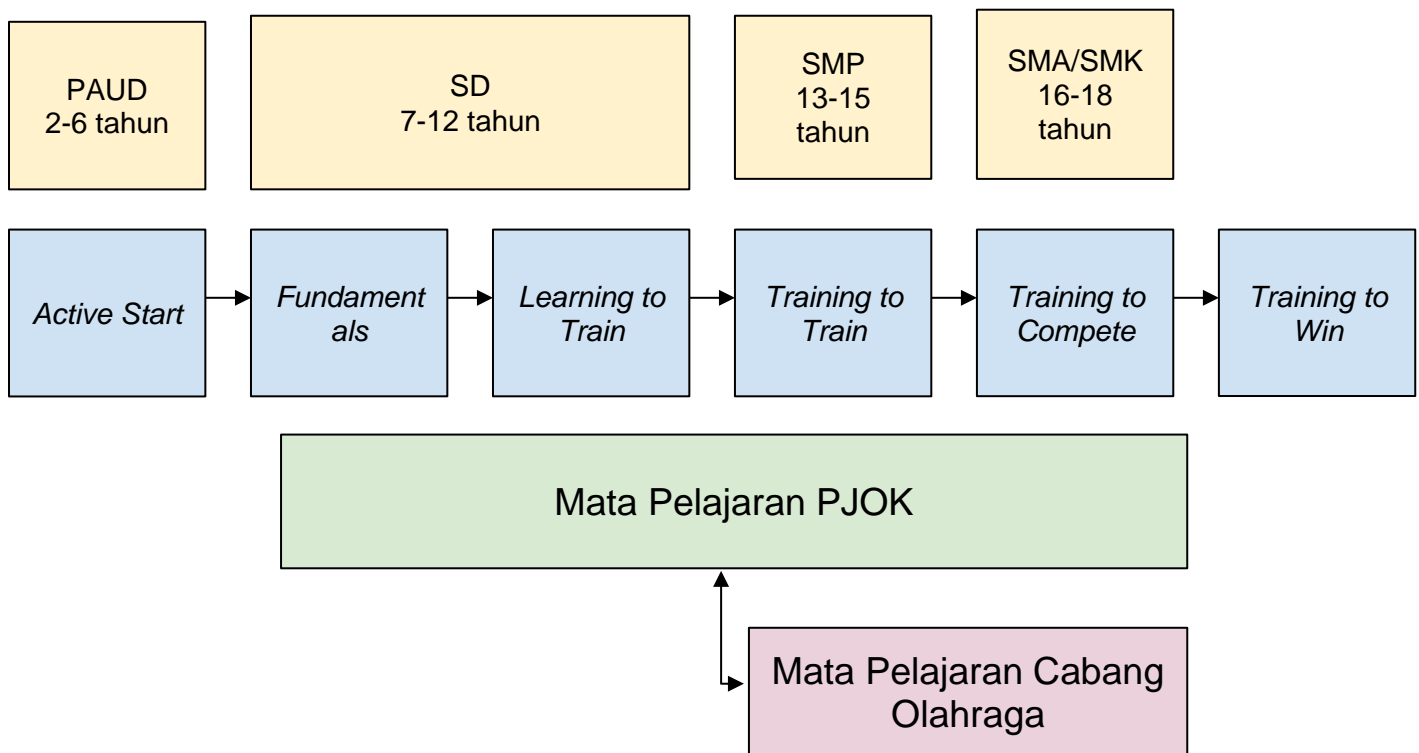 PAUD
2-6 tahun
SD
7-12 tahun
SMP
13-15
tahun
SMA/SMK
16-18
tahun
Active Start
Fundament
als
Learning to
Train
Training to
Train
Training to
Compete
Training to
Win
Mata Pelajaran PJOK
Mata Pelajaran Cabang
Olahraga